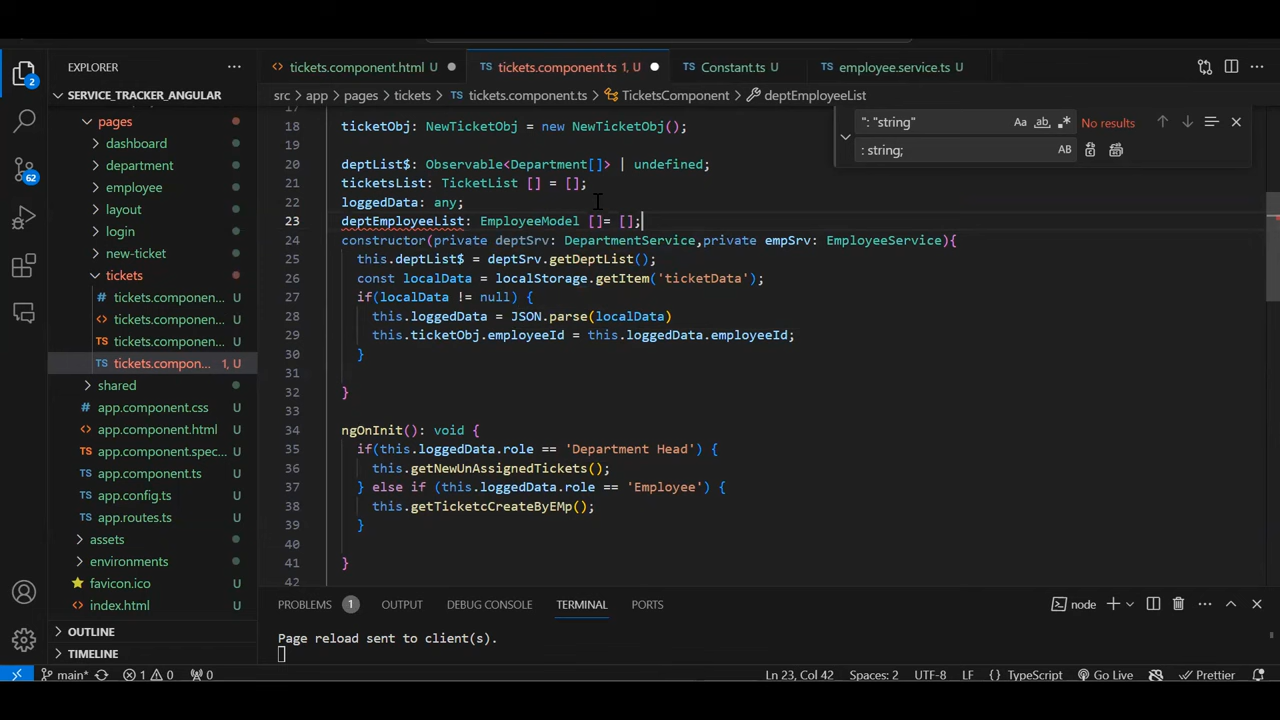 EXPLORER
tickets.component.html
tickets.component.ts 1, U
Constant.ts U
employee.service.ts U
SERVICE_TRACKER_ANGULAR
src > app > pages > tickets > tickets.component.ts > TicketsComponent > deptEmployeeList
": "string"
Aa ab .*
No results
: string;
AB
2
62
pages
dashboard
department
employee
layout
login
new-ticket
tickets
tickets.componen... U
tickets.componen... U
tickets.componen... U
tickets.compon... 1, U
shared
app.component.css U
app.component.html U
app.component.spec... U
app.component.ts U
app.config.ts U
app.routes.ts U
assets
environments
favicon.ico U
index.html U
OUTLINE
TIMELINE
17
18 ticketObj: NewTicketObj = new NewTicketObj();
19
20 deptList$: Observable<Department[]> | undefined;
21 ticketsList: TicketList [] = [];
22 loggedData: any;
23 deptEmployeeList: EmployeeModel []= [];
24 constructor(private deptSrv: DepartmentService,private empSrv: EmployeeService){
25 this.deptList$ = deptSrv.getDeptList();
26 const localData = localStorage.getItem('ticketData');
27 if(localData != null) {
28 this.loggedData = JSON.parse(localData)
29 this.ticketObj.employeeId = this.loggedData.employeeId;
30 }
31
32 }
33
34 ngOnInit(): void {
35 if(this.loggedData.role == 'Department Head') {
36 this.getNewUnAssignedTickets();
37 } else if (this.loggedData.role == 'Employee') {
38 this.getTicketcCreateByEMp();
39 }
40
41 }
42
PROBLEMS 1 OUTPUT DEBUG CONSOLE TERMINAL PORTS
node
Page reload sent to client(s).
main* 1 0 0
Ln 23, Col 42 Spaces: 2 UTF-8 LF {} TypeScript Go Live Prettier